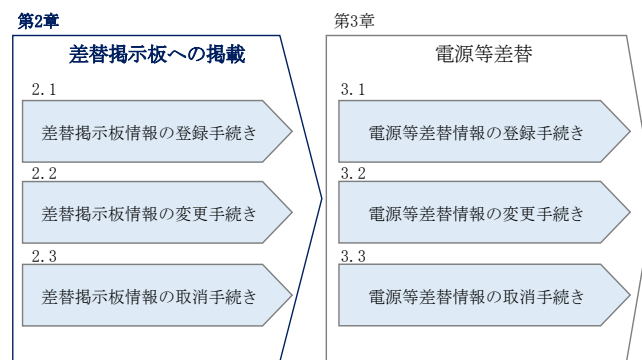 第2章
差替掲示板への掲載
2.1
差替掲示板情報の登録手続き
2.2
差替掲示板情報の変更手続き
2.3
差替掲示板情報の取消手続き
第3章
電源等差替
3.1
電源等差替情報の登録手続き
3.2
電源等差替情報の変更手続き
3.3
電源等差替情報の取消手続き